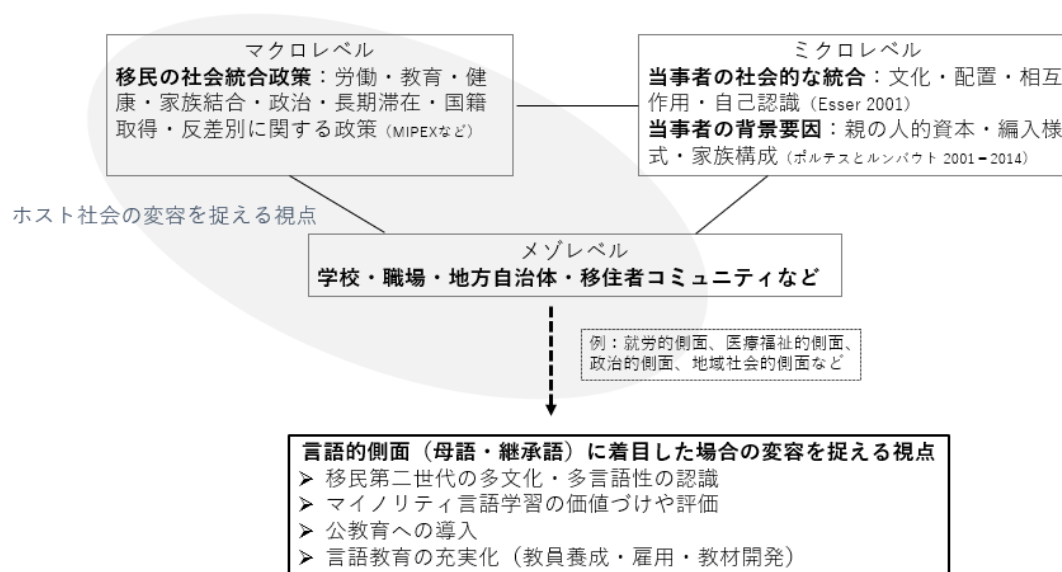 マクロレベル
移民の社会統合政策：労働・教育・健
康・家族結合・政治・長期滞在・国籍
取得・反差別に関する政策（MIPEXなど）
ミクロレベル
当事者の社会的な統合：文化・配置・相互
作用・自己認識（Esser 2001）
当事者の背景要因：親の人的資本・編入様
式・家族構成（ポルテスとルンバウト 2001－2014）
ホスト社会の変容を捉える視点
メゾレベル
学校・職場・地方自治体・移住者コミュニティなど
例：就労的側面、医療福祉的側面、
政治的側面、地域社会的側面など
言語的側面（母語・継承語）に着目した場合の変容を捉える視点
➢ 移民第二世代の多文化・多言語性の認識
➢ マイノリティ言語学習の価値づけや評価
➢ 公教育への導入
➢ 言語教育の充実化（教員養成・雇用・教材開発）